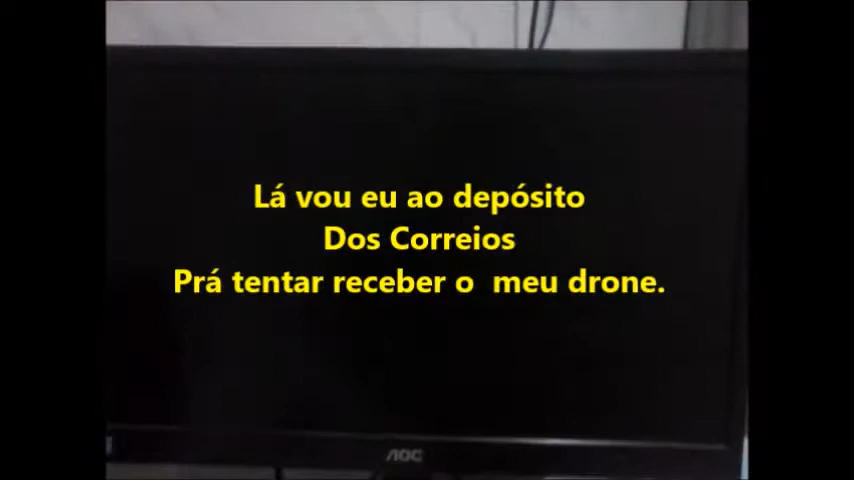 Lá vou eu ao depósito
Dos Correios
Prá tentar receber o meu drone.
AOC